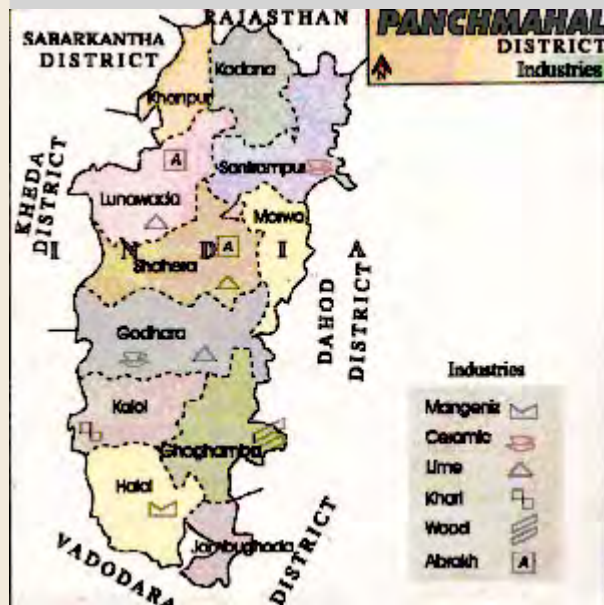 RAJASTHAN
PANCHMAHAL
DISTRICT
Industries
N
SABARKANTHA
DISTRICT
Kadana
Khanpur
A
Santrampur
Lunawada
KHEDA
DISTRICT
Morwa
I N D I A
A
Shahera
DAHOD
DISTRICT
Godhara
Kalol
Ghoghamba
Halol
Jambughoda
VADODARA
DISTRICT
Industries
Mangeniz
Ceramic
Lime
Khari
Wood
Abrakh A